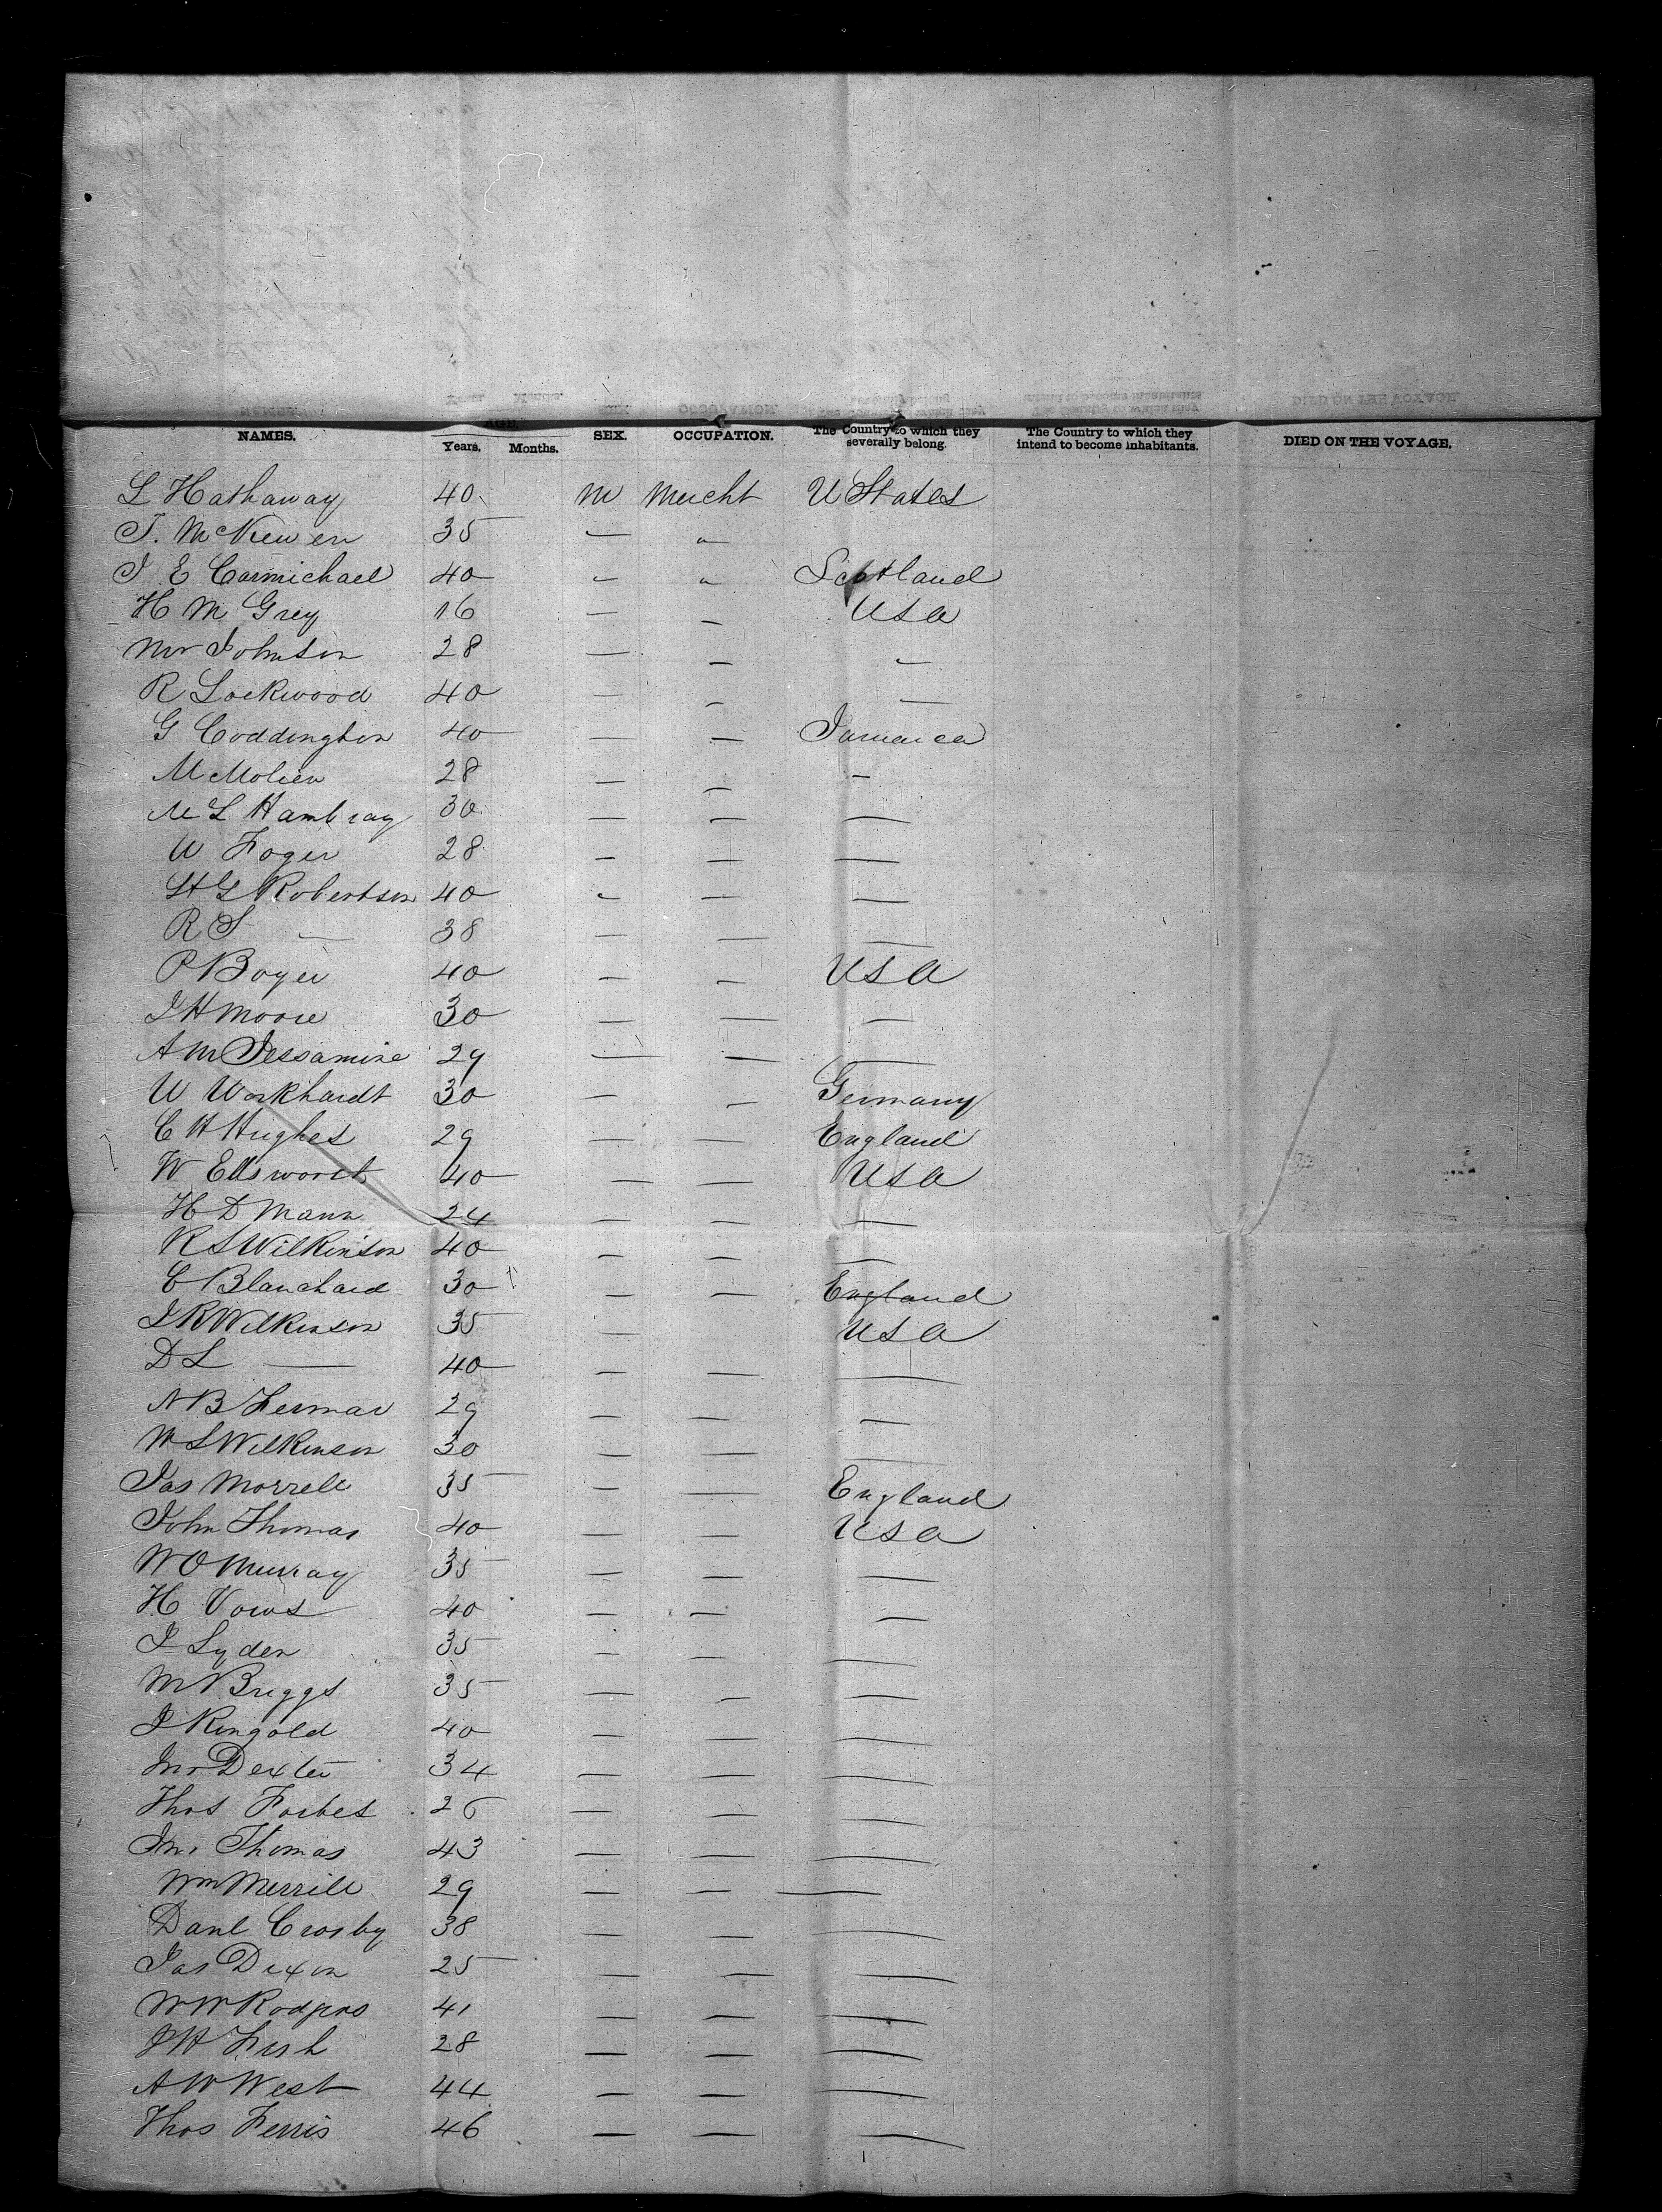 NAMES. AGE. Years. Months. SEX. OCCUPATION. The Country to which they severally belong. The Country to which they intend to become inhabitants. DIED ON THE VOYAGE.
L Hathaway 40 M Mercht U States
T. McKewen 35 — "
J E Carmichael 40 " " Scotland
H M Grey 16 — — USA
Mr Johnson 28 — — —
R Lockwood 40 — — —
G Coddington 40 — — Jamaica
M 28 — — —
M L 30 — — —
W Foger 28 — — —
H G Robertson 40 — — —
R S — 38 — — —
P Boyer 40 — — USA
J H Moore 30 — — —
A M Jessamine 29 — — —
W Workhardt 30 — — Germany
C H Hughes 29 — — England
W Ellsworth 40 — — USA
H D Mann 24 — — —
R S Wilkinson 40 — — —
C Blanchard 30 — — England
J R Wilkinson 35 — USA
D L — 40 — — —
N B 29 — — —
W S Wilkinson 30 — — —
Jas Morrell 35 — — England
John Thomas 40 — — USA
W O Murray 35 — — —
H Vows 40 — — —
J Lyden 35 — — —
M Briggs 35 — — —
J Ringold 40 — — —
Jno Dexter 34 — — —
Thos Forbes 26 — — —
Jno Thomas 43 — — —
Wm Merrill 29 — — —
Danl Crosby 38 — — —
Jas Dixon 25 — — —
W W Rodgers 41 — — —
J H Fish 28 — — —
A W West 44 — — —
Thos Ferris 46 — — —